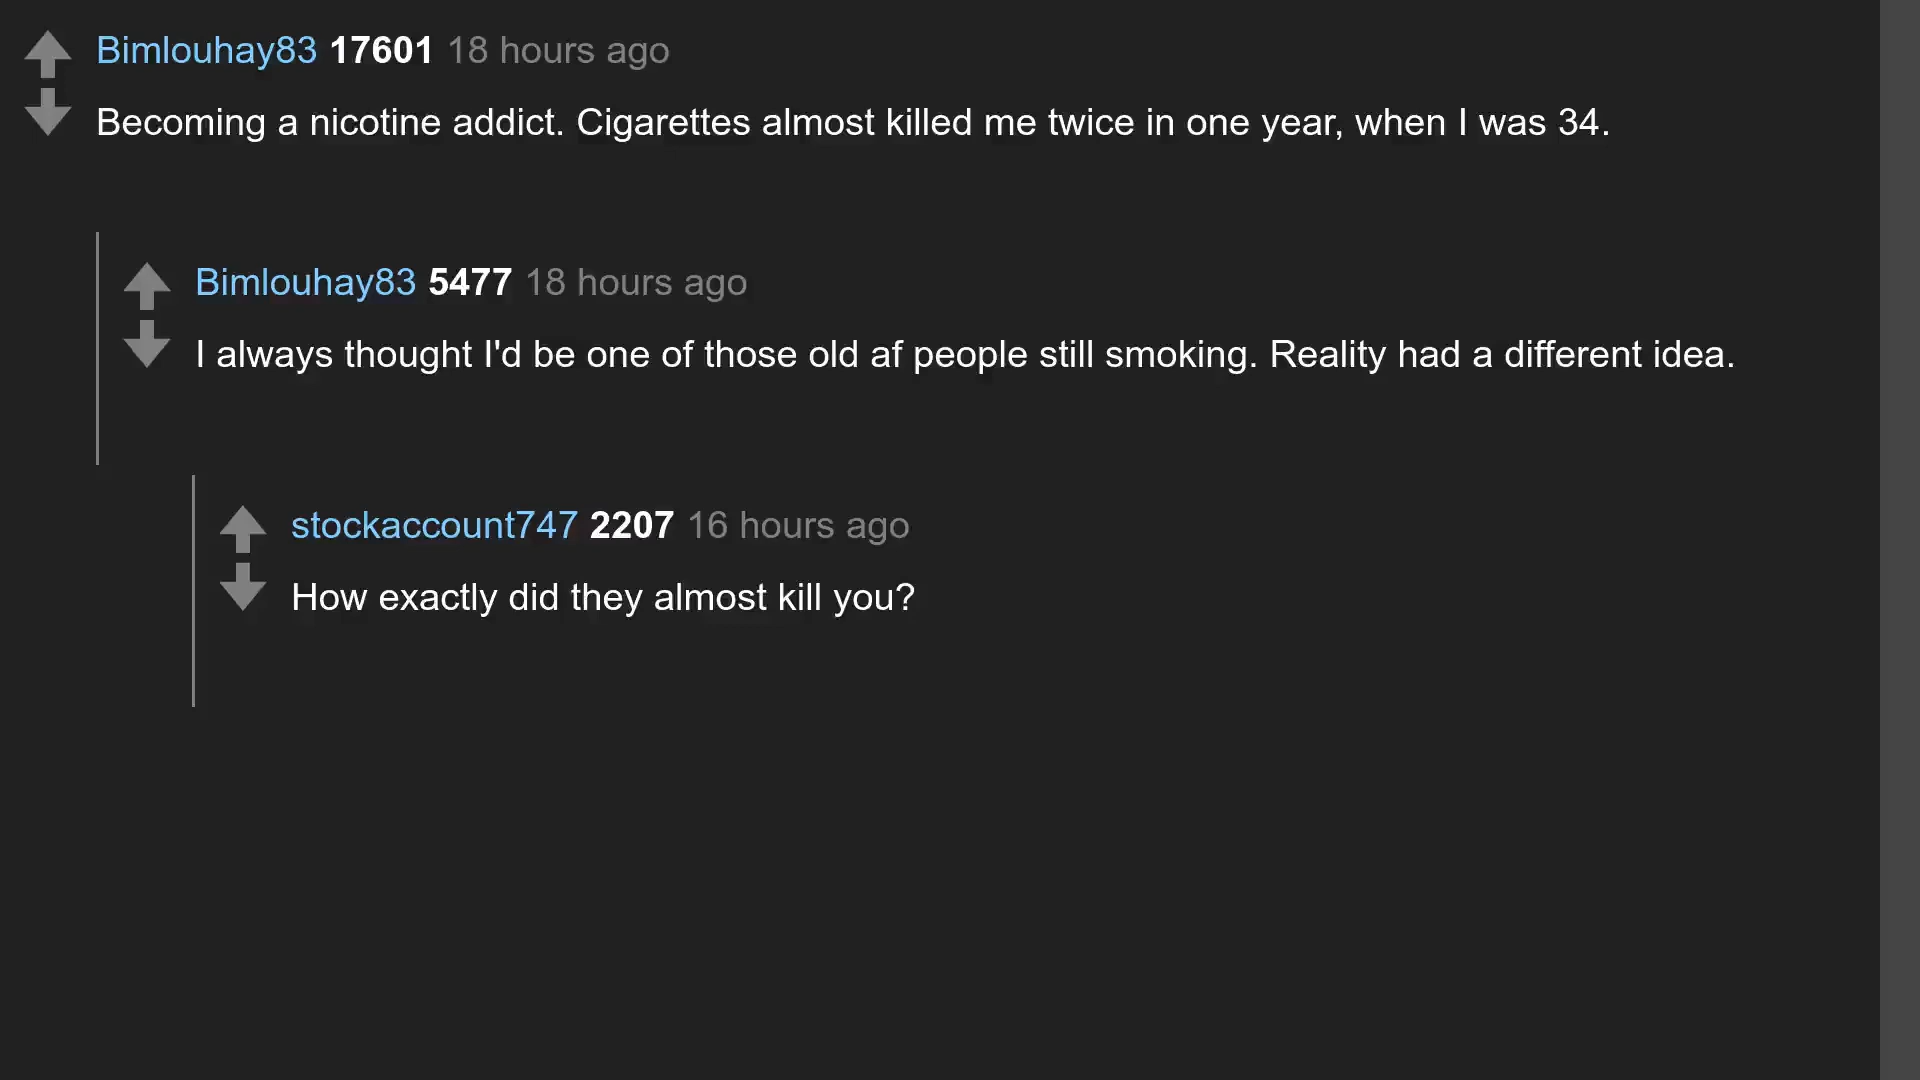 Bimlouhay83 17601 18 hours ago
Becoming a nicotine addict. Cigarettes almost killed me twice in one year, when I was 34.
Bimlouhay83 5477 18 hours ago
I always thought I'd be one of those old af people still smoking. Reality had a different idea.
stockaccount747 2207 16 hours ago
How exactly did they almost kill you?